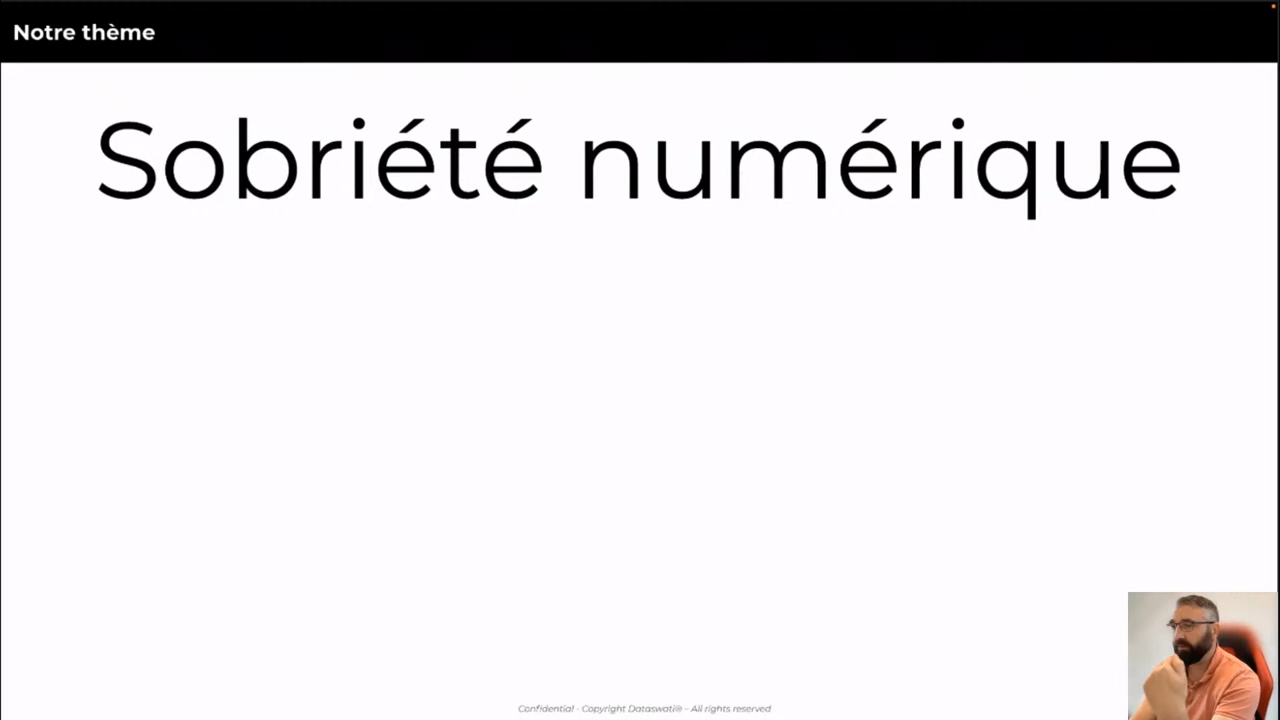 Notre thème
Sobriété numérique
Confidential - Copyright Dataswati® - All rights reserved